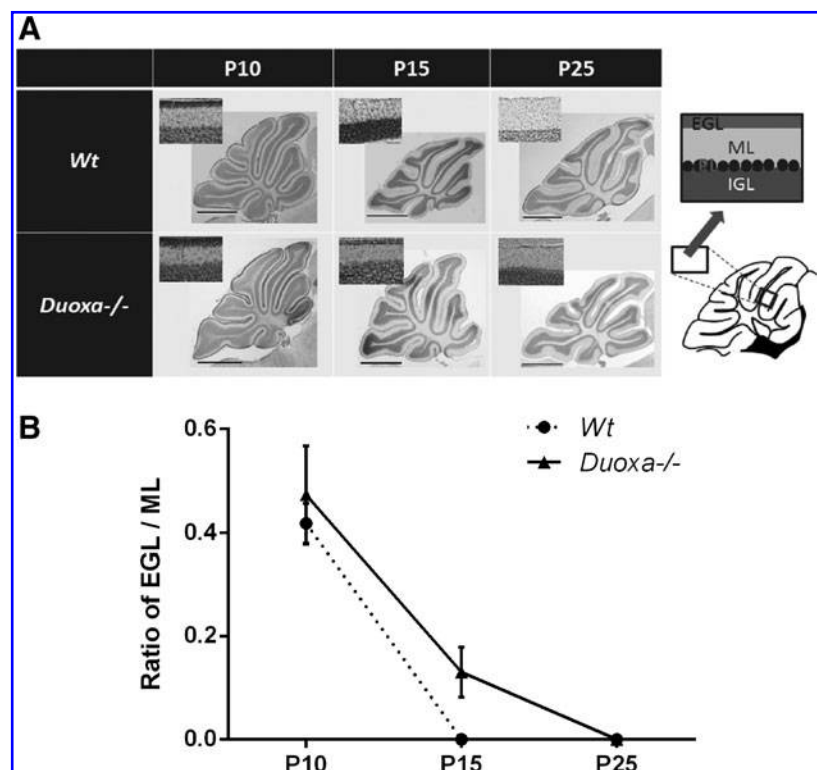 A
P10 P15 P25
Wt
Duoxa-/-
EGL
ML
IGL
B
Wt
Duoxa-/-
Ratio of EGL / ML
0.6
0.4
0.2
0.0
P10 P15 P25